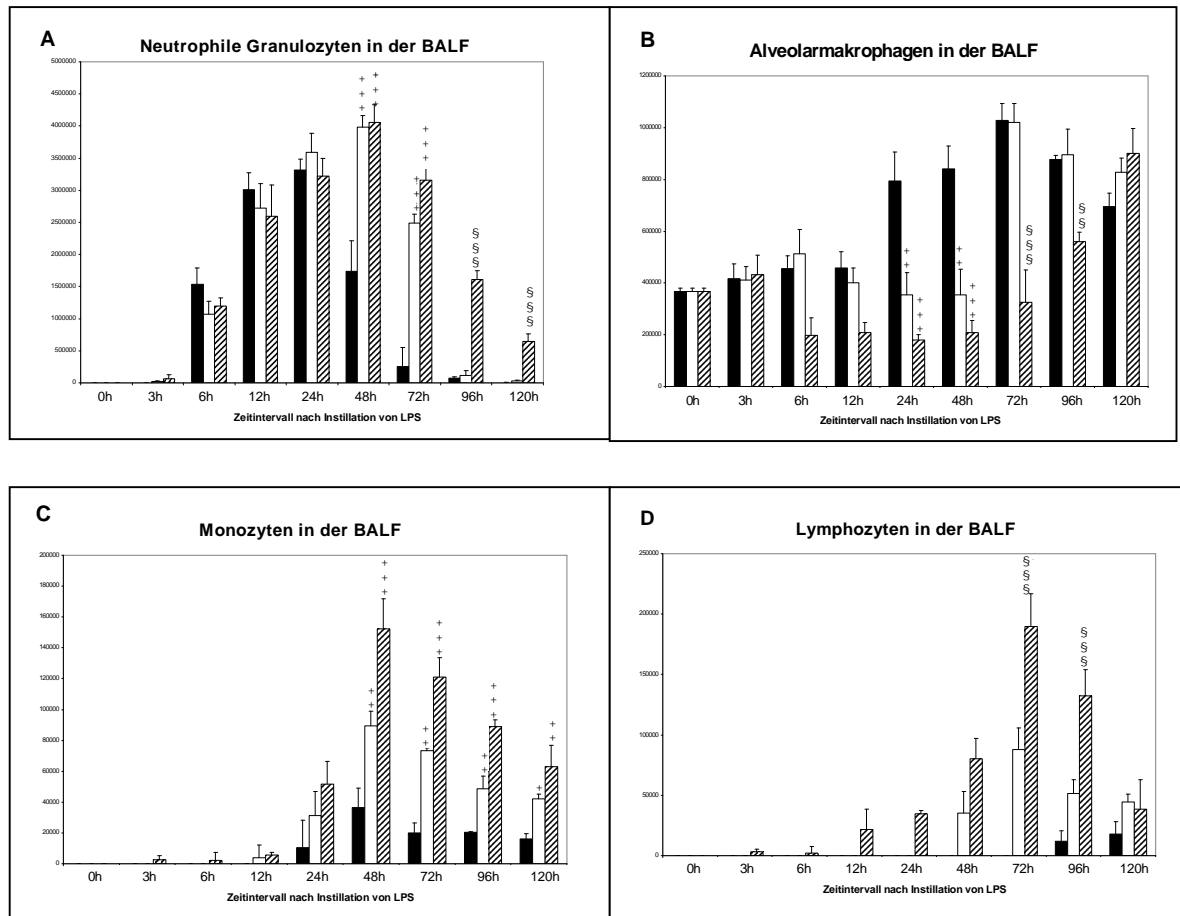 A
Neutrophile Granulozyten in der BALF
5000000
4500000
4000000
3500000
3000000
2500000
2000000
1500000
1000000
500000
0
+ + + + + +
+ + + + + +
§ § §
§ § §
0h 3h 6h 12h 24h 48h 72h 96h 120h
Zeitintervall nach Instillation von LPS
B
Alveolarmakrophagen in der BALF
1200000
1000000
800000
600000
400000
200000
0
+ + + + +
+ + + + +
§ § §
§ §
0h 3h 6h 12h 24h 48h 72h 96h 120h
Zeitintervall nach Instillation von LPS
C
Monozyten in der BALF
200000
180000
160000
140000
120000
100000
80000
60000
40000
20000
0
+ + + + +
+ + + + +
+ + + + +
+ + +
0h 3h 6h 12h 24h 48h 72h 96h 120h
Zeitintervall nach Instillation von LPS
D
Lymphozyten in der BALF
250000
200000
150000
100000
50000
0
§ § §
§ § §
0h 3h 6h 12h 24h 48h 72h 96h 120h
Zeitintervall nach Instillation von LPS